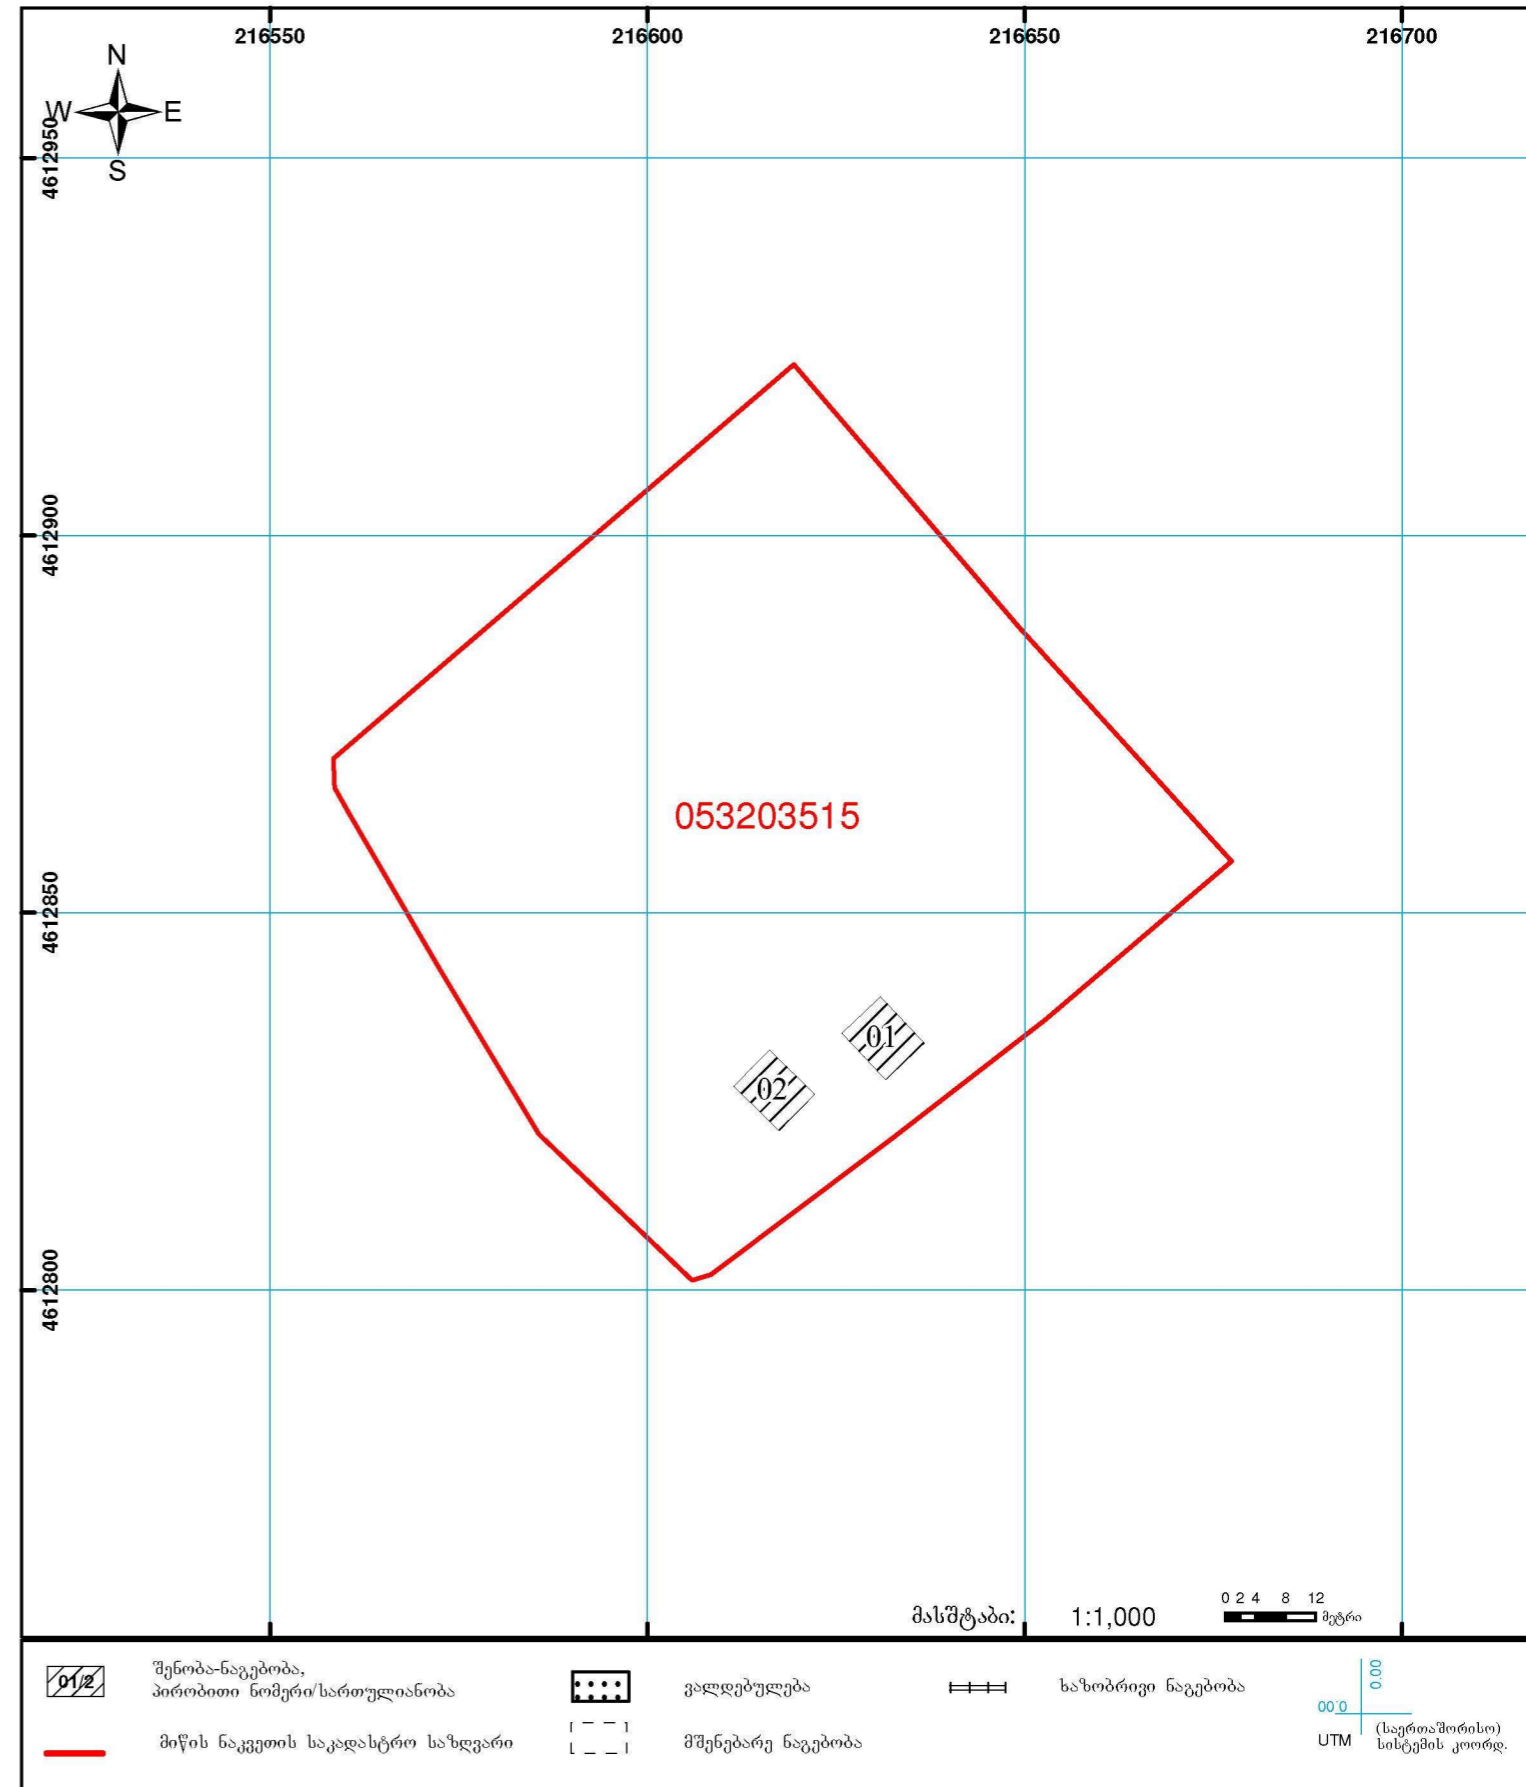 216550 216600 216650 216700
N
W E
S
4612950
4612900
053203515
4612850
01
02
4612800
მასშტაბი: 1:1,000
0 2 4 8 12
მეტრი
01/2
შენობა-ნაგებობა,
პირობითი ნომერი/სართულიანობა
ვალდებულება
ხაზობრივი ნაგებობა
მიწის ნაკვეთის საკადასტრო საზღვარი
მშენებარე ნაგებობა
0.00
0.00
UTM
(საერთაშორისო)
სისტემის კოორდ.